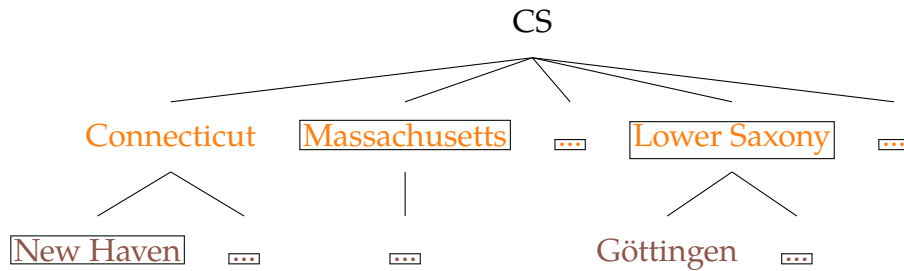 CS
Connecticut Massachusetts ... Lower Saxony ...
New Haven ... ... Göttingen ...